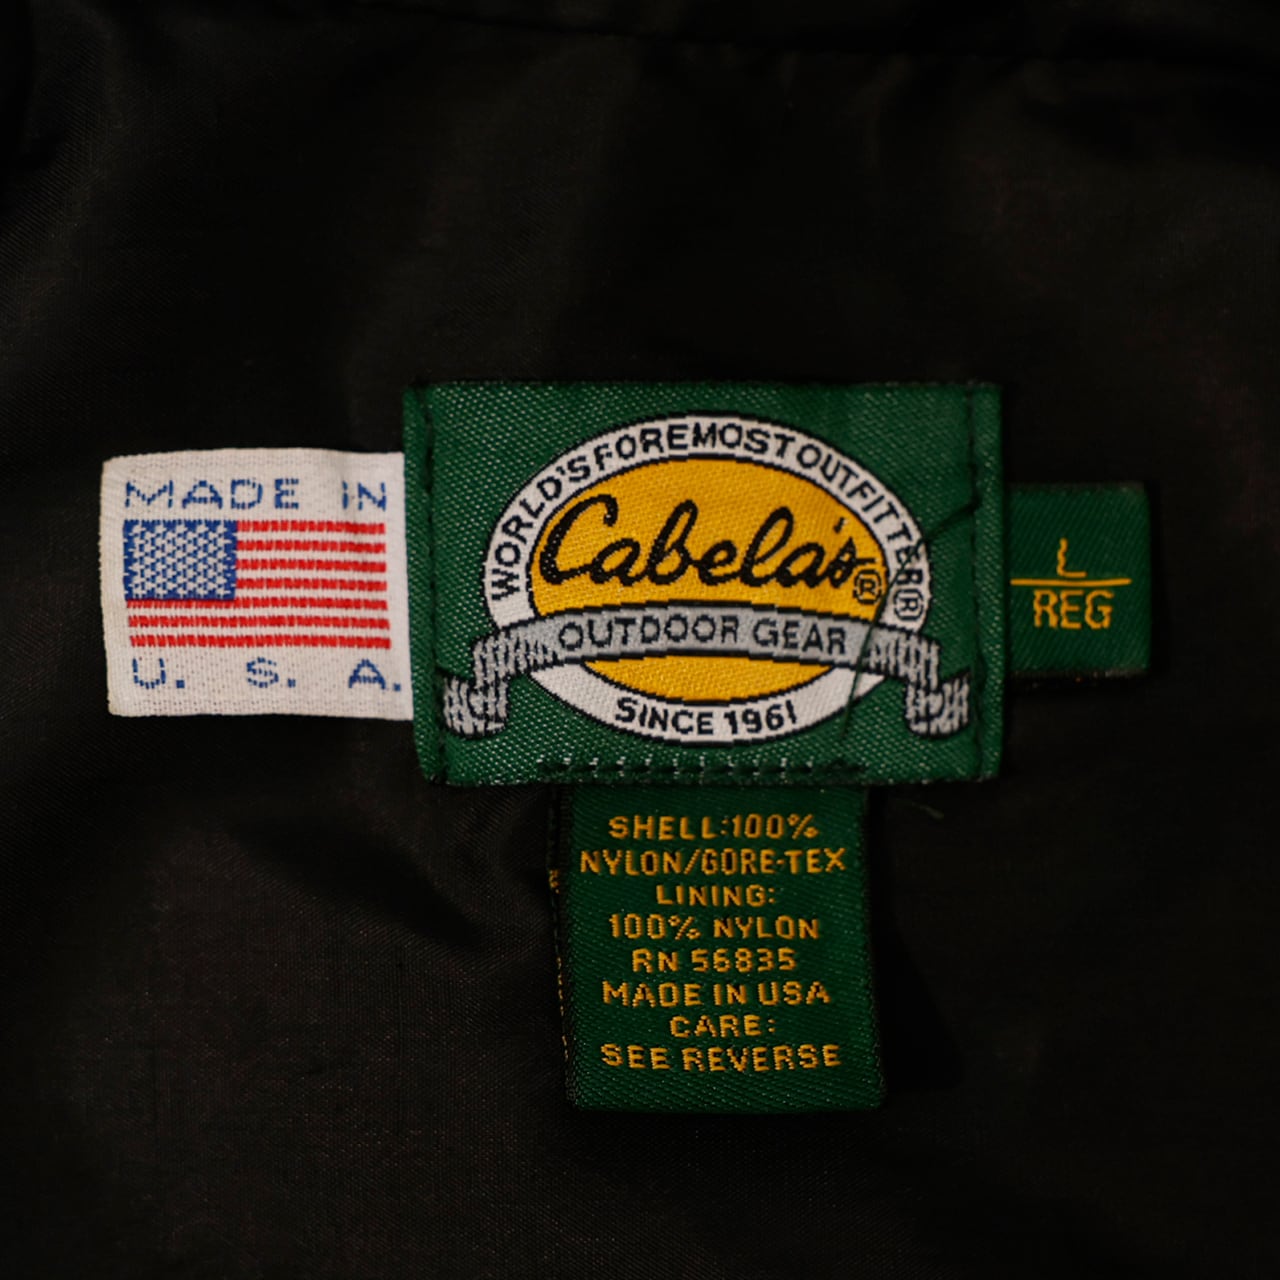 MADE IN
U. S. A.
WORLD'S FOREMOST OUTFITTER®
Cabela's®
OUTDOOR GEAR
SINCE 1961
L
REG
SHELL:100%
NYLON/GORE-TEX
LINING:
100% NYLON
RN 56835
MADE IN USA
CARE:
SEE REVERSE